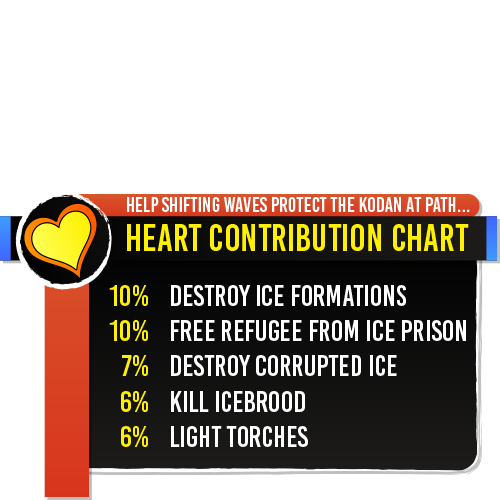 HELP SHIFTING WAVES PROTECT THE KODAN AT PATH...
HEART CONTRIBUTION CHART
10% DESTROY ICE FORMATIONS
10% FREE REFUGEE FROM ICE PRISON
7% DESTROY CORRUPTED ICE
6% KILL ICEBROOD
6% LIGHT TORCHES